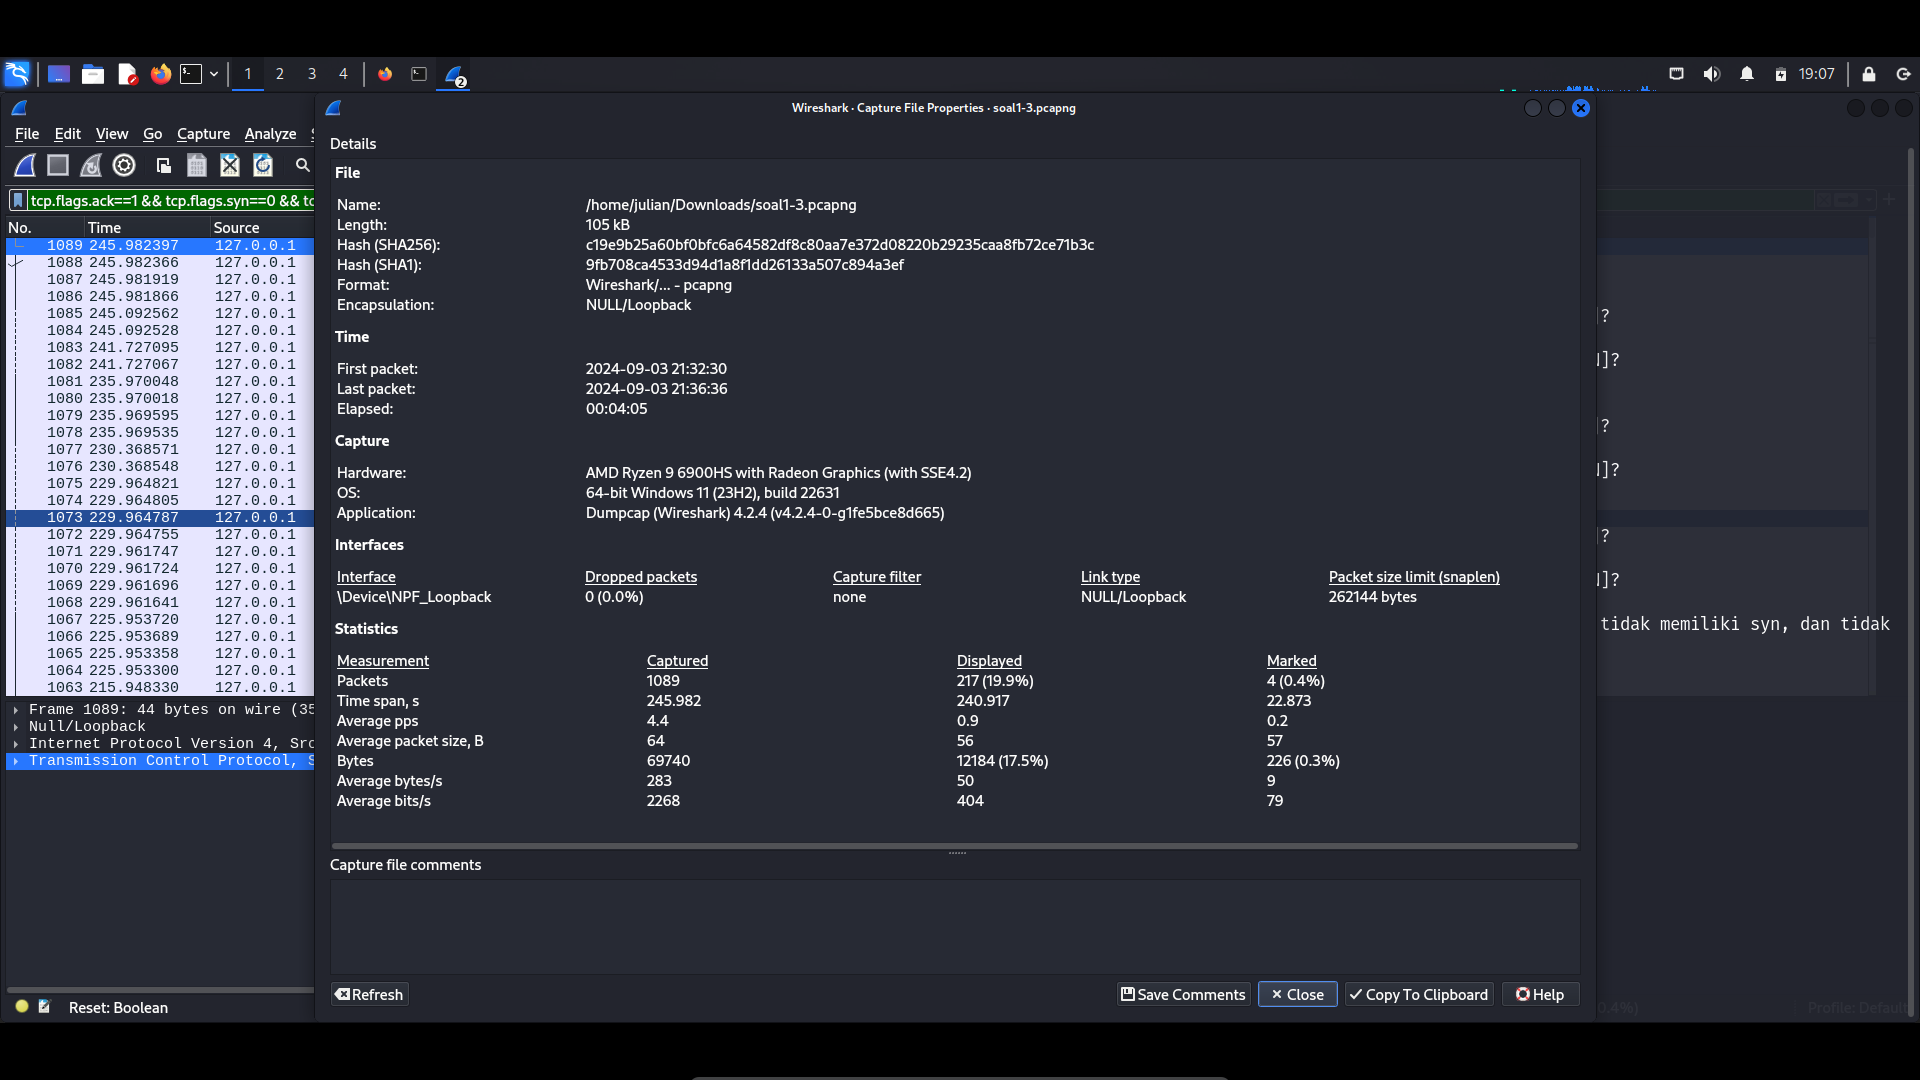 1
2
3
4
2
19:07
Wireshark · Capture File Properties · soal1-3.pcapng
File Edit View Go Capture Analyze
tcp.flags.ack==1 && tcp.flags.syn==0 &&
No. Time Source
1089 245.982397 127.0.0.1
1088 245.982366 127.0.0.1
1087 245.981919 127.0.0.1
1086 245.981866 127.0.0.1
1085 245.092562 127.0.0.1
1084 245.092528 127.0.0.1
1083 241.727095 127.0.0.1
1082 241.727067 127.0.0.1
1081 235.970048 127.0.0.1
1080 235.970018 127.0.0.1
1079 235.969595 127.0.0.1
1078 235.969535 127.0.0.1
1077 230.368571 127.0.0.1
1076 230.368548 127.0.0.1
1075 229.964821 127.0.0.1
1074 229.964805 127.0.0.1
1073 229.964787 127.0.0.1
1072 229.964755 127.0.0.1
1071 229.961747 127.0.0.1
1070 229.961724 127.0.0.1
1069 229.961696 127.0.0.1
1068 229.961641 127.0.0.1
1067 225.953720 127.0.0.1
1066 225.953689 127.0.0.1
1065 225.953358 127.0.0.1
1064 225.953300 127.0.0.1
1063 215.948330 127.0.0.1
Frame 1089: 44 bytes on wire (35
Null/Loopback
Internet Protocol Version 4, Src
Transmission Control Protocol, S
Reset: Boolean
Details
File
Name: /home/julian/Downloads/soal1-3.pcapng
Length: 105 kB
Hash (SHA256): c19e9b25a60bf0bfc6a64582df8c80aa7e372d08220b29235caa8fb72ce71b3c
Hash (SHA1): 9fb708ca4533d94d1a8f1dd26133a507c894a3ef
Format: Wireshark/... - pcapng
Encapsulation: NULL/Loopback
Time
First packet: 2024-09-03 21:32:30
Last packet: 2024-09-03 21:36:36
Elapsed: 00:04:05
Capture
Hardware: AMD Ryzen 9 6900HS with Radeon Graphics (with SSE4.2)
OS: 64-bit Windows 11 (23H2), build 22631
Application: Dumpcap (Wireshark) 4.2.4 (v4.2.4-0-g1fe5bce8d665)
Interfaces
Interface Dropped packets Capture filter Link type Packet size limit (snaplen)
\Device\NPF_Loopback 0 (0.0%) none NULL/Loopback 262144 bytes
Statistics
Measurement Captured Displayed Marked
Packets 1089 217 (19.9%) 4 (0.4%)
Time span, s 245.982 240.917 22.873
Average pps 4.4 0.9 0.2
Average packet size, B 64 56 57
Bytes 69740 12184 (17.5%) 226 (0.3%)
Average bytes/s 283 50 9
Average bits/s 2268 404 79
Capture file comments
Refresh
Save Comments
Close
Copy To Clipboard
Help
]?
]?
]?
]?
]?
]?
tidak memiliki syn, dan tidak
0.4%)
Profile: Default